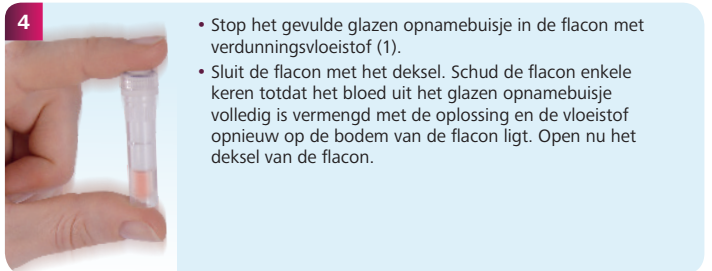 4
• Stop het gevulde glazen opnamebuisje in de flacon met
verdunningsvloeistof (1).
• Sluit de flacon met het deksel. Schud de flacon enkele
keren totdat het bloed uit het glazen opnamebuisje
volledig is vermengd met de oplossing en de vloeistof
opnieuw op de bodem van de flacon ligt. Open nu het
deksel van de flacon.